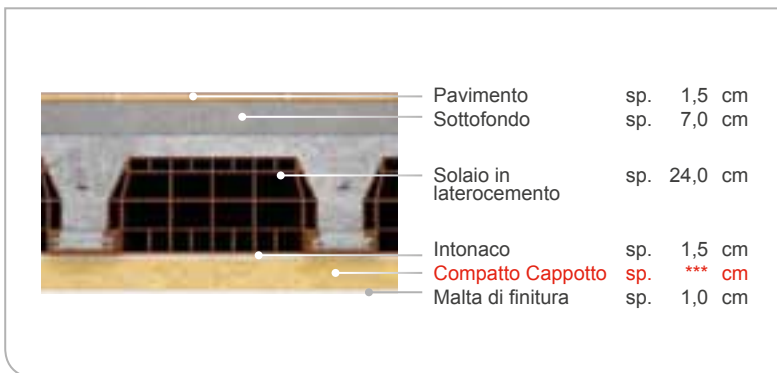 Pavimento sp. 1,5 cm
Sottofondo sp. 7,0 cm
Solaio in sp. 24,0 cm
laterocemento
Intonaco sp. 1,5 cm
Compatto Cappotto sp. *** cm
Malta di finitura sp. 1,0 cm